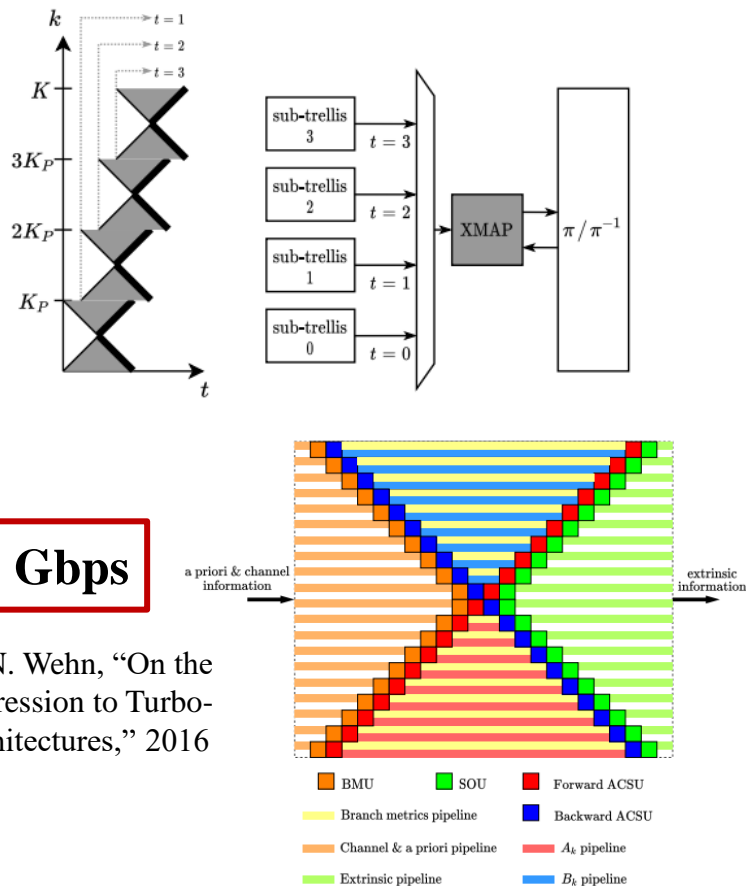 k
t = 1
t = 2
t = 3
K
3K_P
2K_P
K_P
t
sub-trellis
3
t = 3
sub-trellis
2
t = 2
sub-trellis
1
t = 1
sub-trellis
0
t = 0
XMAP
π/π⁻¹
Gbps
N. Wehn, “On the
ression to Turbo-
hitectures,” 2016
a priori & channel
information
extrinsic
information
BMU
SOU
Forward ACSU
Branch metrics pipeline
Backward ACSU
Channel & a priori pipeline
A_k pipeline
Extrinsic pipeline
B_k pipeline